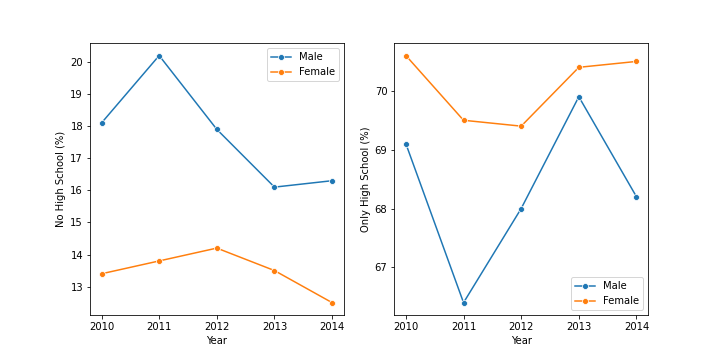 No High School (%)
20
19
18
17
16
15
14
13
2010 2011 2012 2013 2014
Year
Male
Female
Only High School (%)
70
69
68
67
2010 2011 2012 2013 2014
Year
Male
Female